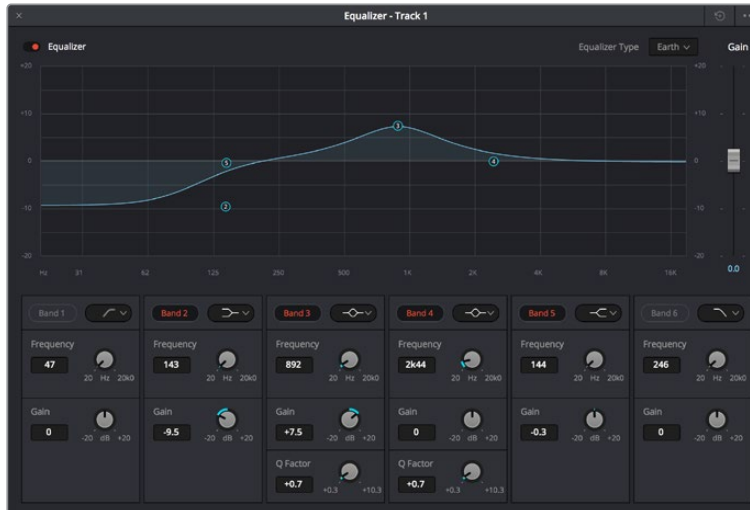 × Equalizer - Track 1
Equalizer Equalizer Type Earth Gain
+20 +20
+10 +10
0 0
-10 -10
-20 -20
Hz 31 62 125 250 500 1K 2K 4K 8K 16K
0.0
5 3 4 2
Band 1 Band 2 Band 3 Band 4 Band 5 Band 6
Frequency Frequency Frequency Frequency Frequency Frequency
47 143 892 2k44 144 246
20 Hz 20k0 20 Hz 20k0 20 Hz 20k0 20 Hz 20k0 20 Hz 20k0 20 Hz 20k0
Gain Gain Gain Gain Gain Gain
0 -9.5 +7.5 0 -0.3 0
-20 dB +20 -20 dB +20 -20 dB +20 -20 dB +20 -20 dB +20 -20 dB +20
Q Factor Q Factor
+0.7 +0.7
+0.3 +10.3 +0.3 +10.3